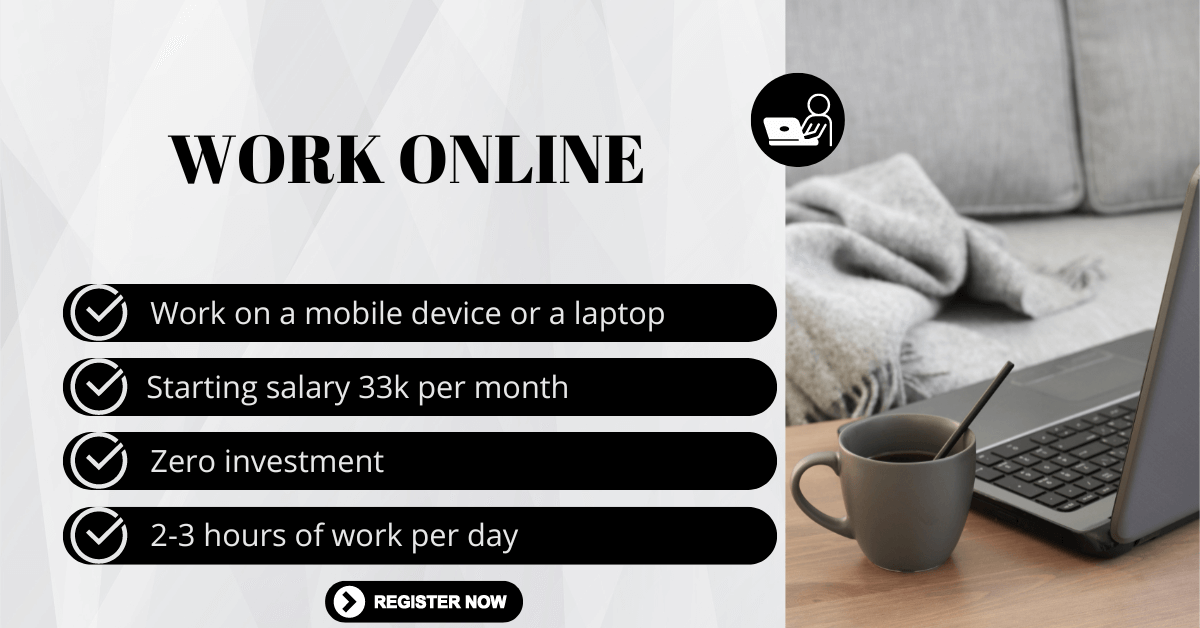 WORK ONLINE
Work on a mobile device or a laptop
Starting salary 33k per month
Zero investment
2-3 hours of work per day
REGISTER NOW